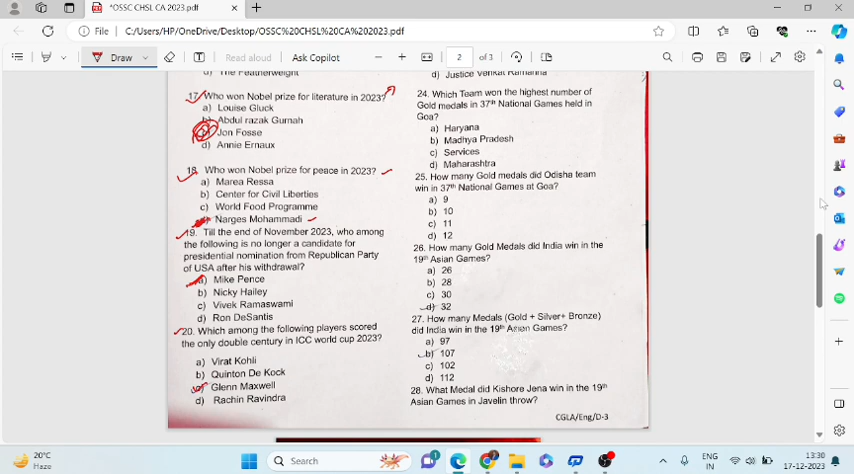 *OSSC CHSL CA 2023.pdf
File
C:/Users/HP/OneDrive/Desktop/OSSC%20CHSL%20CA%202023.pdf
Draw
Read aloud
Ask Copilot
2
of 3
d) The Featherweight
17. Who won Nobel prize for literature in 2023?
a) Louise Gluck
b) Abdul razak Gurnah
Jon Fosse
d) Annie Ernaux
18. Who won Nobel prize for peace in 2023?
a) Marea Ressa
b) Center for Civil Liberties
c) World Food Programme
Narges Mohammadi
19. Till the end of November 2023, who among
the following is no longer a candidate for
presidential nomination from Republican Party
of USA after his withdrawal?
a) Mike Pence
b) Nicky Hailey
c) Vivek Ramaswami
d) Ron DeSantis
20. Which among the following players scored
the only double century in ICC world cup 2023?
a) Virat Kohli
b) Quinton De Kock
Glenn Maxwell
d) Rachin Ravindra
d) Justice Venkat Ramanna
24. Which Team won the highest number of
Gold medals in 37th National Games held in
Goa?
a) Haryana
b) Madhya Pradesh
c) Services
d) Maharashtra
25. How many Gold medals did Odisha team
win in 37th National Games at Goa?
a) 9
b) 10
c) 11
d) 12
26. How many Gold Medals did India win in the
19th Asian Games?
a) 26
b) 28
c) 30
d) 32
27. How many Medals (Gold + Silver+ Bronze)
did India win in the 19th Asian Games?
a) 97
b) 107
c) 102
d) 112
28. What Medal did Kishore Jena win in the 19th
Asian Games in Javelin throw?
CGLA/Eng/D-3
20°C
Haze
Search
ENG
IN
13:30
17-12-2023